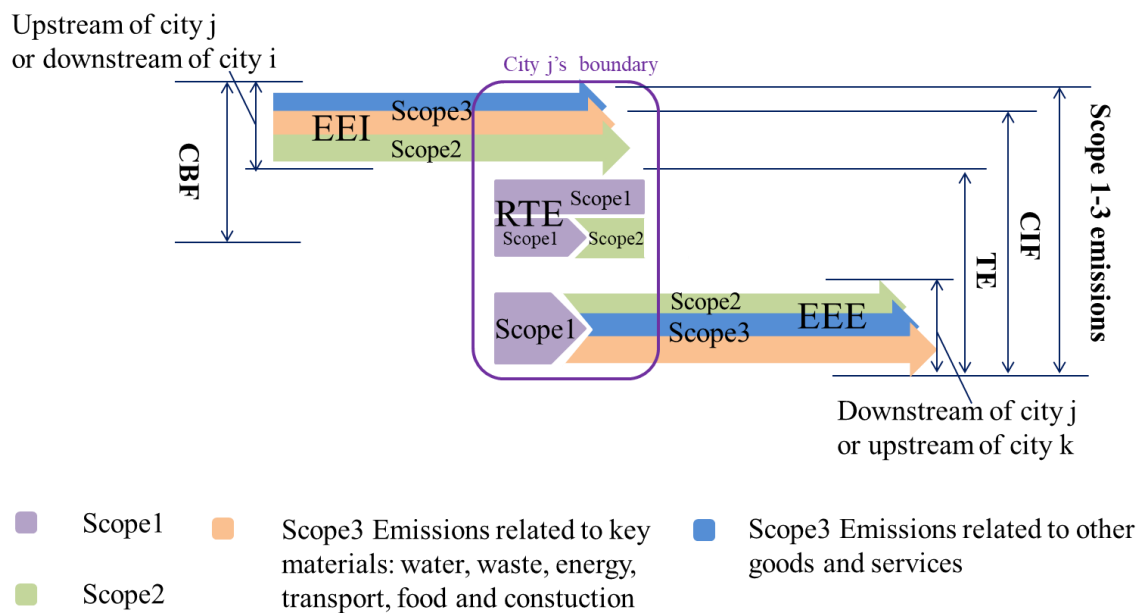 Upstream of city j
or downstream of city i
City j's boundary
Scope3
EEI
Scope2
CBF
Scope1
RTE
Scope1
Scope2
Scope2
Scope1
EEE
Scope3
TE
CIF
Scope 1-3 emissions
Downstream of city j
or upstream of city k
Scope1
Scope2
Scope3 Emissions related to key
materials: water, waste, energy,
transport, food and constuction
Scope3 Emissions related to other
goods and services